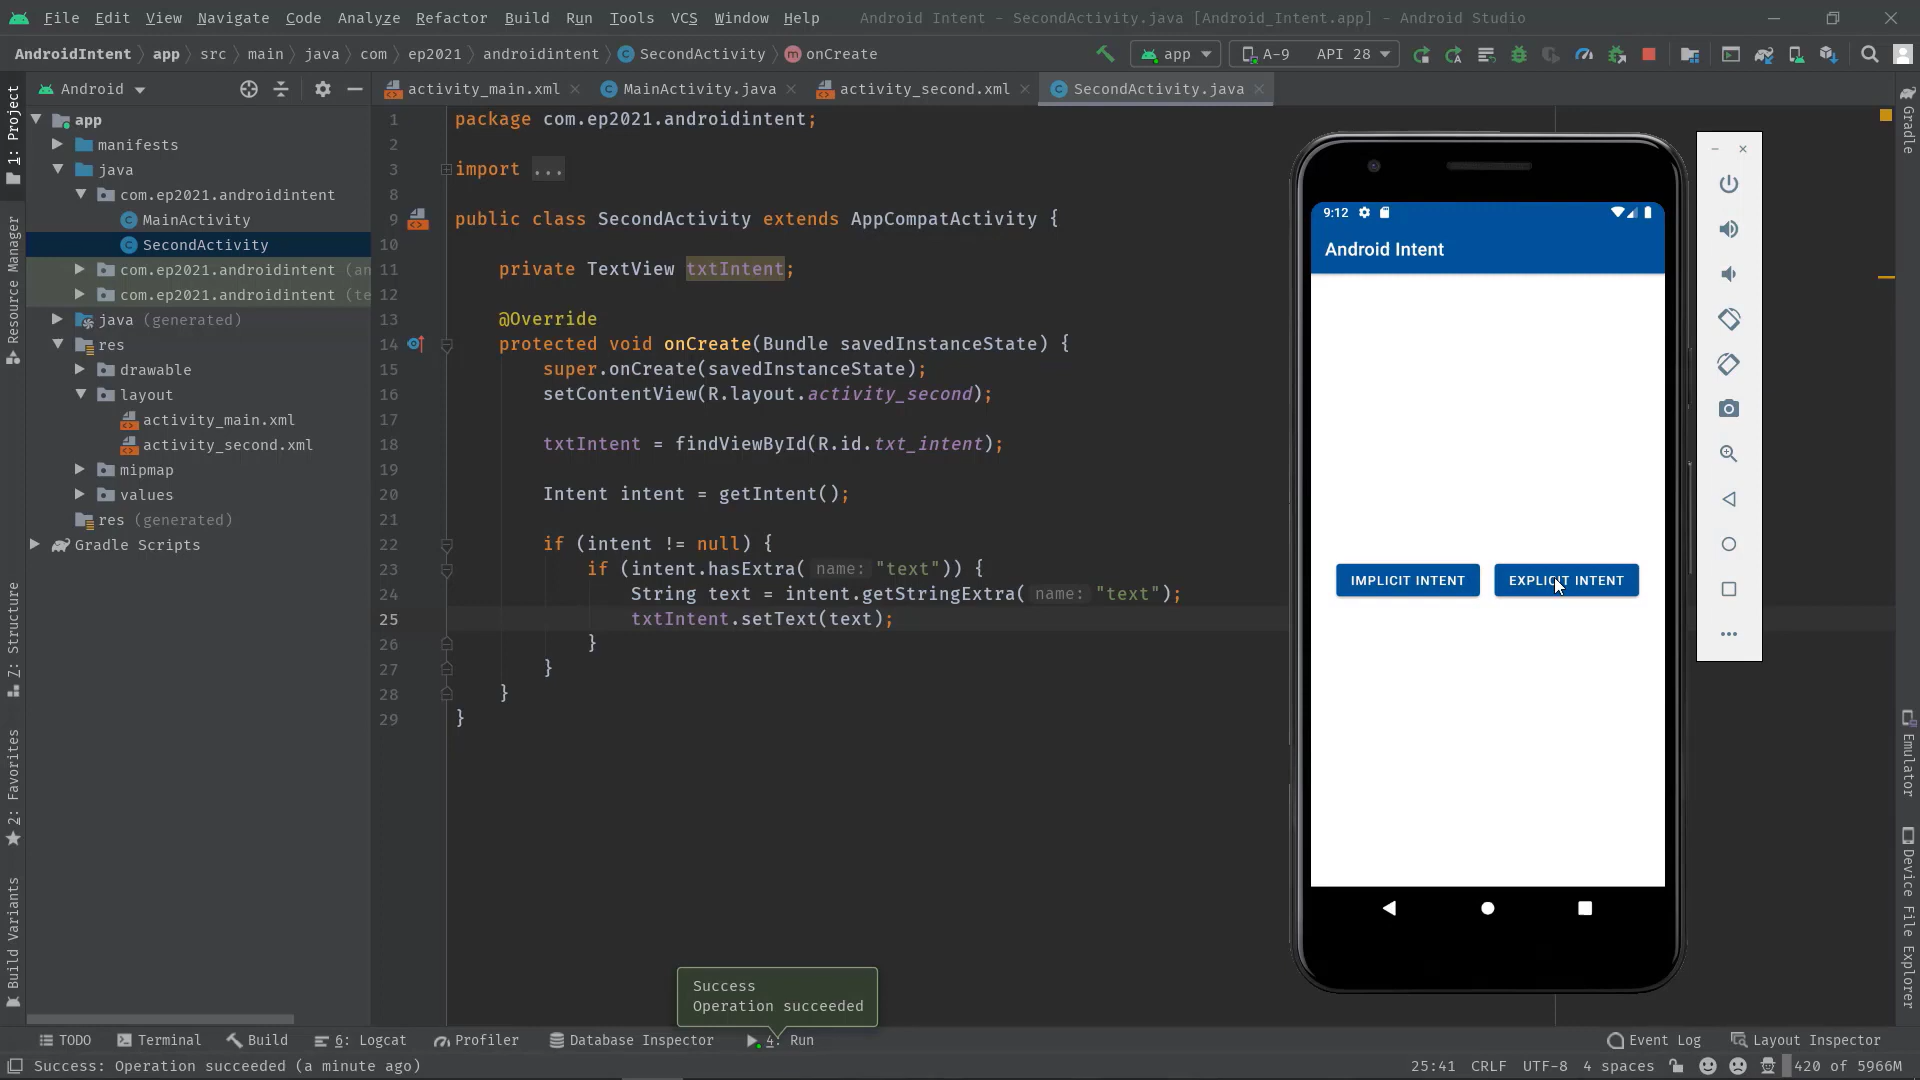 File Edit View Navigate Code Analyze Refactor Build Run Tools VCS Window Help Android Intent - SecondActivity.java [Android_Intent.app] - Android Studio
AndroidIntent app src main java com ep2021 androidintent SecondActivity onCreate app A-9 API 28
Android activity_main.xml MainActivity.java activity_second.xml SecondActivity.java
1: Project
Resource Manager
Z: Structure
2: Favorites
Build Variants
app
manifests
java
com.ep2021.androidintent
MainActivity
SecondActivity
com.ep2021.androidintent (an
com.ep2021.androidintent (te
java (generated)
res
drawable
layout
activity_main.xml
activity_second.xml
mipmap
values
res (generated)
Gradle Scripts
1 package com.ep2021.androidintent;
2
3 import ...
8
9 public class SecondActivity extends AppCompatActivity {
10
11 private TextView txtIntent;
12
13 @Override
14 protected void onCreate(Bundle savedInstanceState) {
15 super.onCreate(savedInstanceState);
16 setContentView(R.layout.activity_second);
17
18 txtIntent = findViewById(R.id.txt_intent);
19
20 Intent intent = getIntent();
21
22 if (intent != null) {
23 if (intent.hasExtra( name: "text")) {
24 String text = intent.getStringExtra( name: "text");
25 txtIntent.setText(text);
26 }
27 }
28 }
29 }
9:12
Android Intent
IMPLICIT INTENT EXPLICIT INTENT
Gradle
Emulator
Device File Explorer
Success
Operation succeeded
TODO Terminal Build 6: Logcat Profiler Database Inspector 4: Run Event Log Layout Inspector
Success: Operation succeeded (a minute ago) 25:41 CRLF UTF-8 4 spaces 420 of 5966M